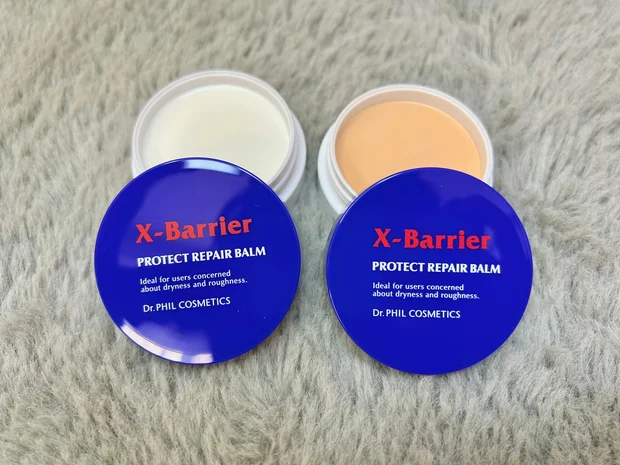 X-Barrier
PROTECT REPAIR BALM
Ideal for users concerned
about dryness and roughness.
Dr.PHIL COSMETICS
X-Barrier
PROTECT REPAIR BALM
Ideal for users concerned
about dryness and roughness.
Dr.PHIL COSMETICS